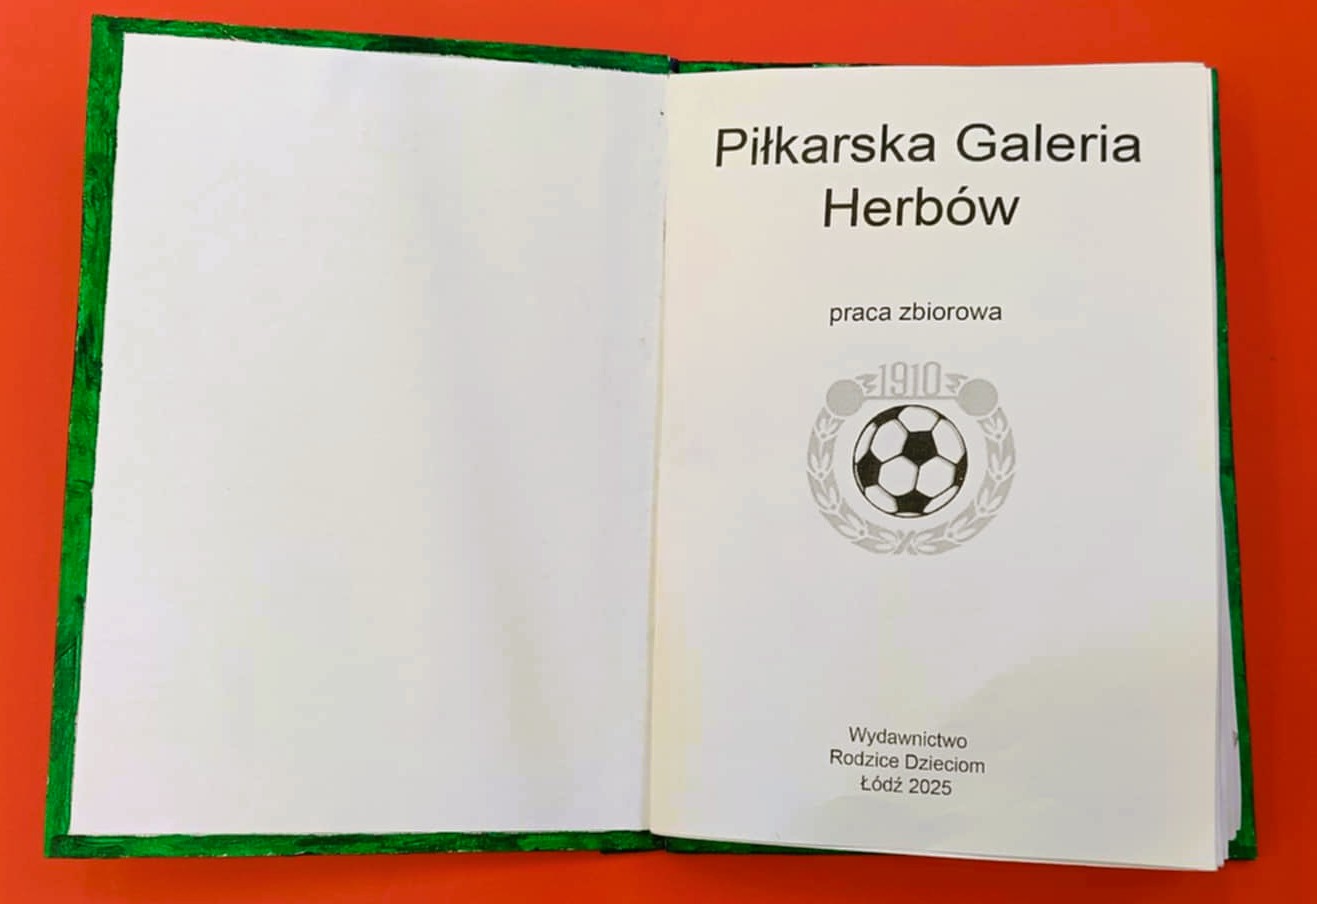 Piłkarska Galeria
Herbów
praca zbiorowa
1910
Wydawnictwo
Rodzice Dzieciom
Łódź 2025